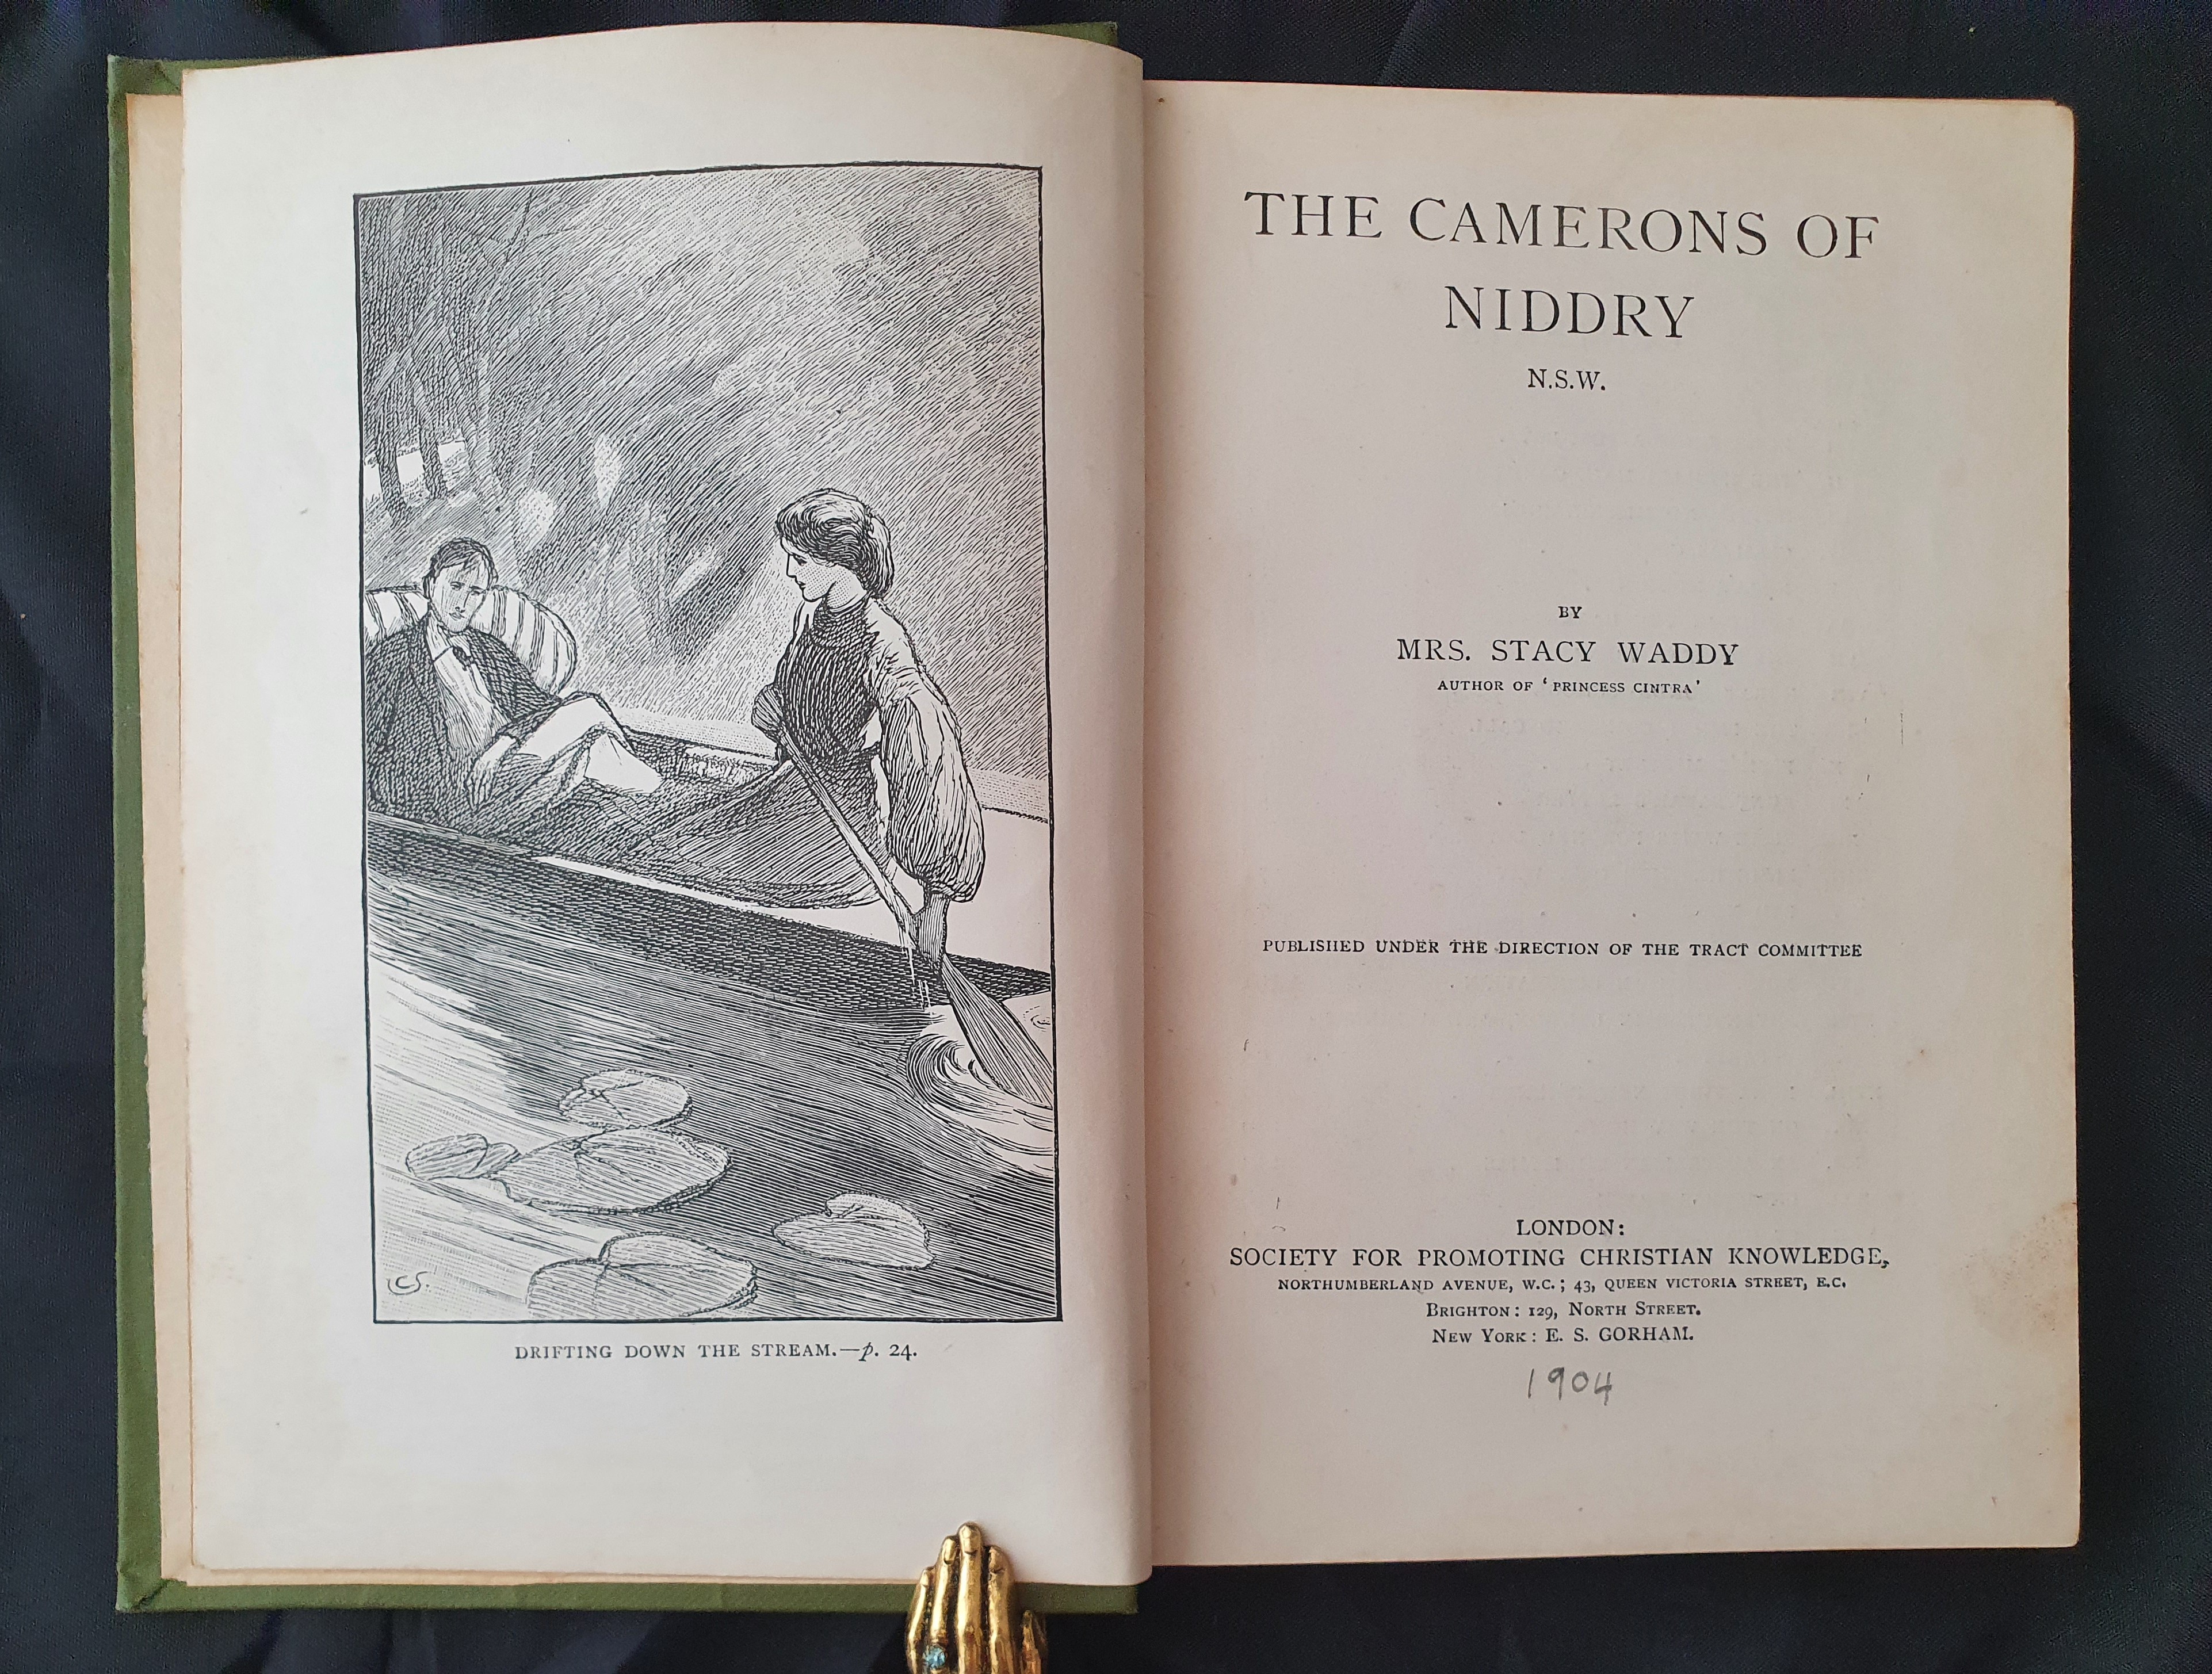 CS.
DRIFTING DOWN THE STREAM.—p. 24.
THE CAMERONS OF
NIDDRY
N.S.W.
BY
MRS. STACY WADDY
AUTHOR OF ‘PRINCESS CINTRA’
PUBLISHED UNDER THE DIRECTION OF THE TRACT COMMITTEE
LONDON:
SOCIETY FOR PROMOTING CHRISTIAN KNOWLEDGE,
NORTHUMBERLAND AVENUE, W.C.; 43, QUEEN VICTORIA STREET, E.C.
BRIGHTON: 129, NORTH STREET.
NEW YORK: E. S. GORHAM.
1904